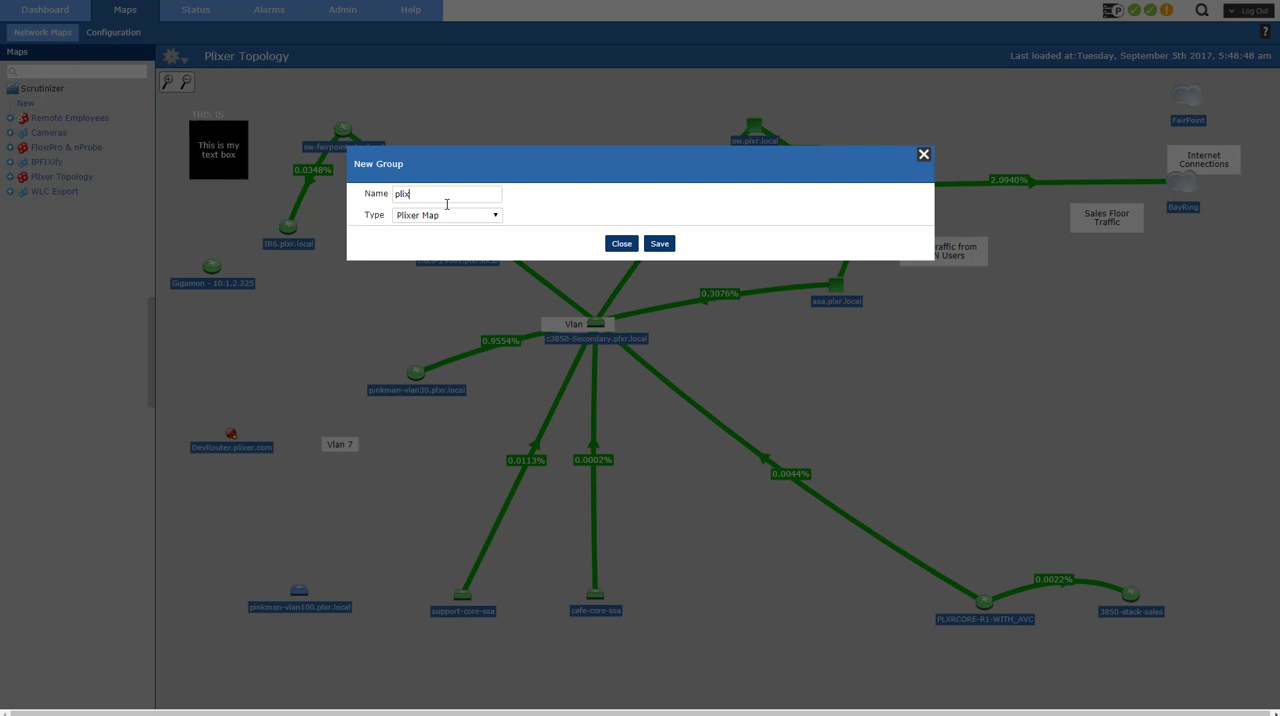 Dashboard
Maps
Status
Alarms
Admin
Help
P
Log Out
Network Maps
Configuration
?
Maps
Plixer Topology
Last loaded at:Tuesday, September 5th 2017, 5:48:48 am
Scrutinizer
New
Remote Employees
Cameras
FlowPro & nProbe
IPFIXify
Plixer Topology
WLC Export
THIS IS
This is my
text box
sw.plxr.local
FairPoint
Internet
Connections
BayRing
0.0348%
2.0940%
Sales Floor
Traffic
New Group
Name
plix
Type
Plixer Map
Close
Save
IR6.plxr.local
Gigamon - 10.1.2.225
0.3076%
asa.plxr.local
Vlan
c3850-Secondary.plxr.local
0.9554%
pinkman-vlan30.plxr.local
DevRouter.plixer.com
Vlan 7
0.0113%
0.0002%
0.0044%
0.0022%
pinkman-vlan100.plxr.local
support-core-ssa
cafe-core-ssa
PLXRCORE-R1-WITH_AVC
3850-stack-sales